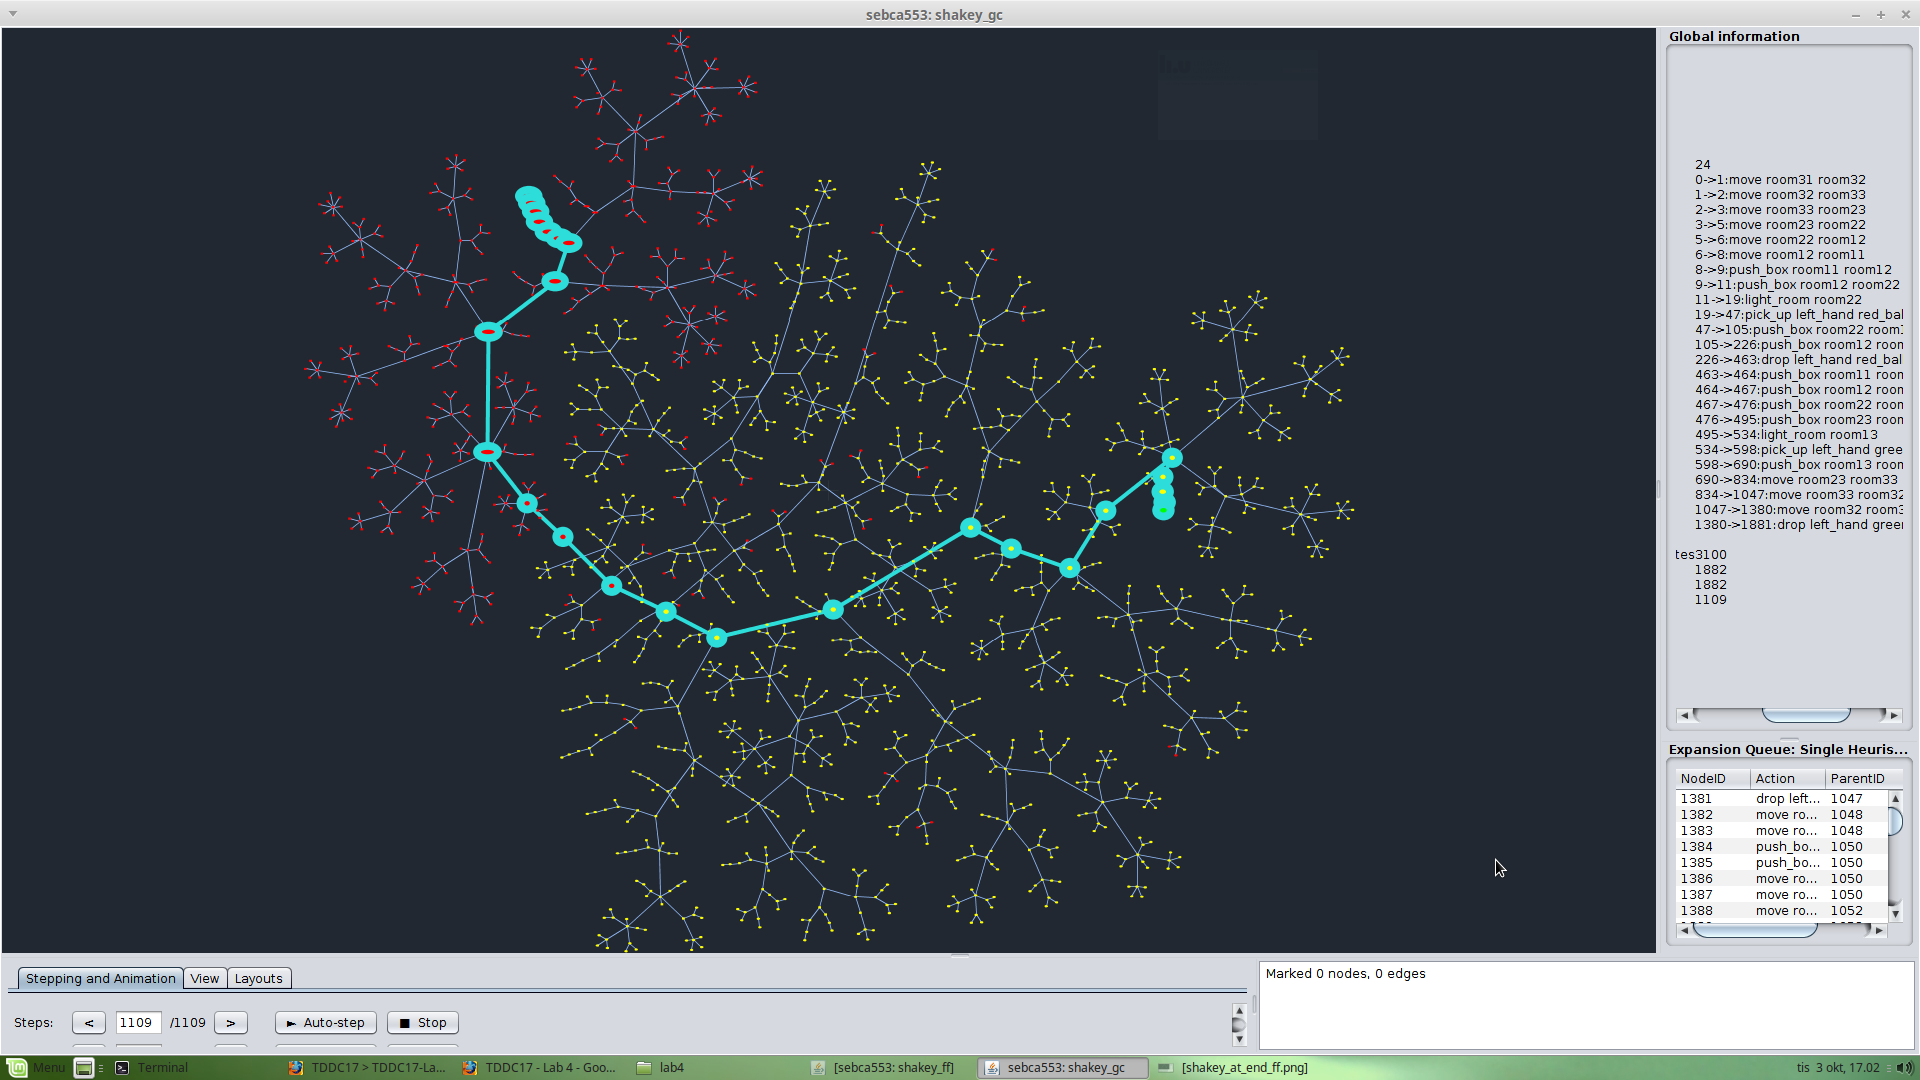 sebca553: shakey_gc
Global information
24
0->1:move room31 room32
1->2:move room32 room33
2->3:move room33 room23
3->5:move room23 room22
5->6:move room22 room12
6->8:move room12 room11
8->9:push_box room11 room12
9->11:push_box room12 room22
11->19:light_room room22
19->47:pick_up left_hand red_bal
47->105:push_box room22 room
105->226:push_box room12 room
226->463:drop left_hand red_bal
463->464:push_box room11 room
464->467:push_box room12 room
467->476:push_box room22 room
476->495:push_box room23 room
495->534:light_room room13
534->598:pick_up left_hand gree
598->690:push_box room13 room
690->834:move room23 room33
834->1047:move room33 room32
1047->1380:move room32 room3
1380->1881:drop left_hand green
tes3100
1882
1882
1109
Expansion Queue: Single Heuris...
NodeID Action ParentID
1381 drop left... 1047
1382 move ro... 1048
1383 move ro... 1048
1384 push_bo... 1050
1385 push_bo... 1050
1386 move ro... 1050
1387 move ro... 1050
1388 move ro... 1052
Stepping and Animation View Layouts
Marked 0 nodes, 0 edges
Steps: < 1109 /1109 > Auto-step Stop
Menu Terminal TDDC17 > TDDC17-La... TDDC17 - Lab 4 - Goo... lab4 [sebca553: shakey_ff] sebca553: shakey_gc [shakey_at_end_ff.png] tis 3 okt, 17.02